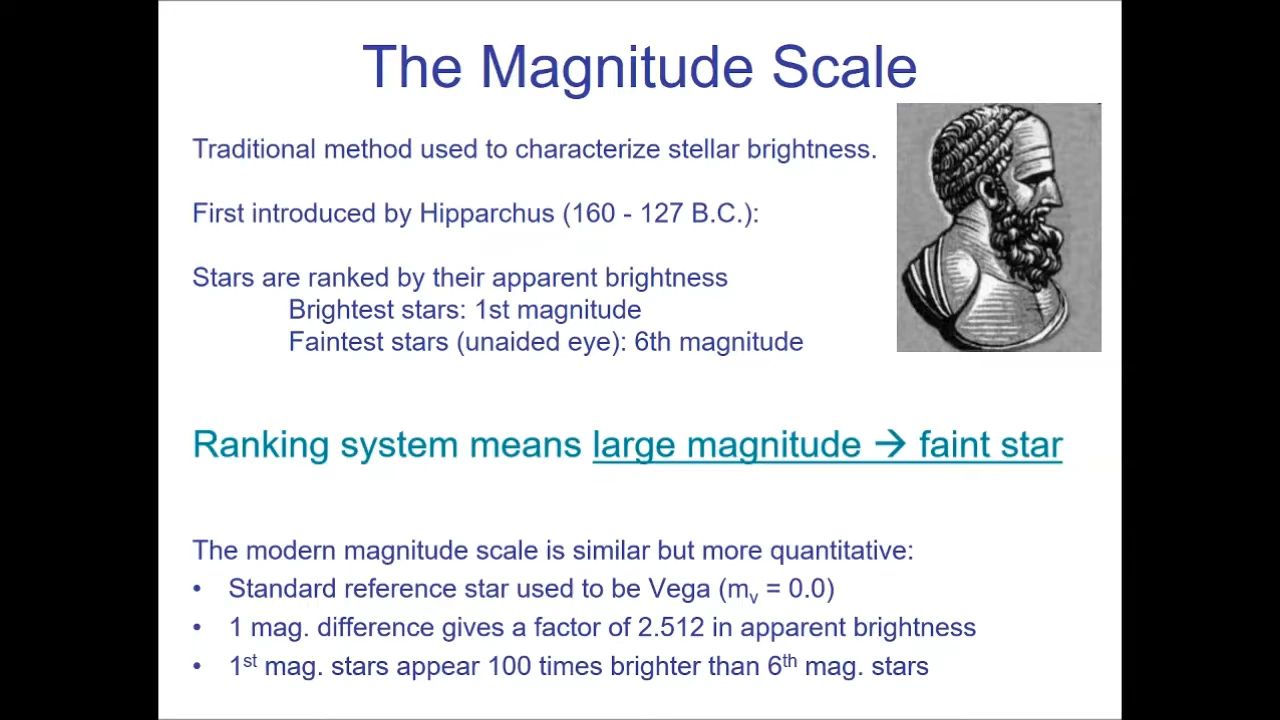 The Magnitude Scale
Traditional method used to characterize stellar brightness.
First introduced by Hipparchus (160 - 127 B.C.):
Stars are ranked by their apparent brightness
Brightest stars: 1st magnitude
Faintest stars (unaided eye): 6th magnitude
Ranking system means large magnitude → faint star
The modern magnitude scale is similar but more quantitative:
• Standard reference star used to be Vega (mv = 0.0)
• 1 mag. difference gives a factor of 2.512 in apparent brightness
• 1st mag. stars appear 100 times brighter than 6th mag. stars